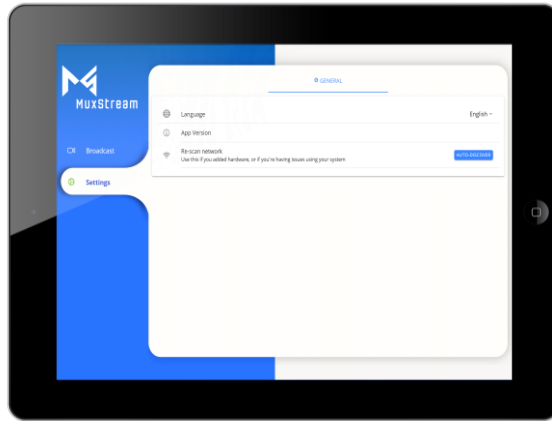 MuxStream
GENERAL
Language
English
App Version
Broadcast
Re-scan network
Use this if you added hardware, or if you're having issues using your system
AUTO DISCOVER
Settings